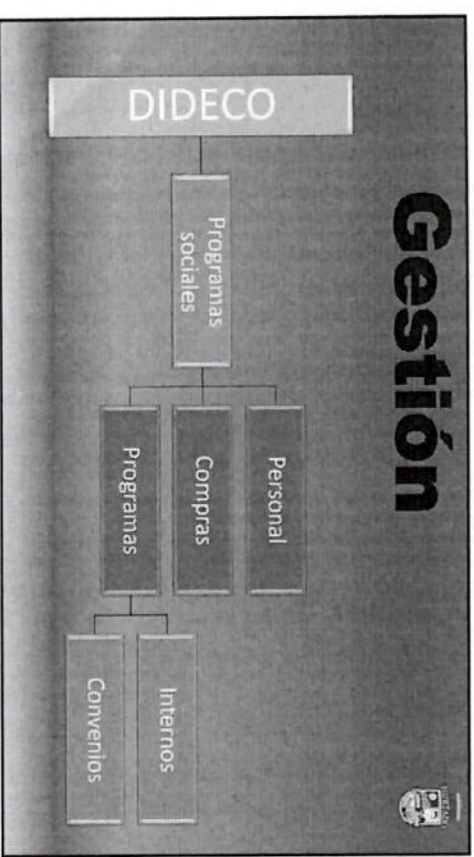 Gestión
DIDECO
Programas
sociales
Personal
Compras
Programas
Internos
Convenios